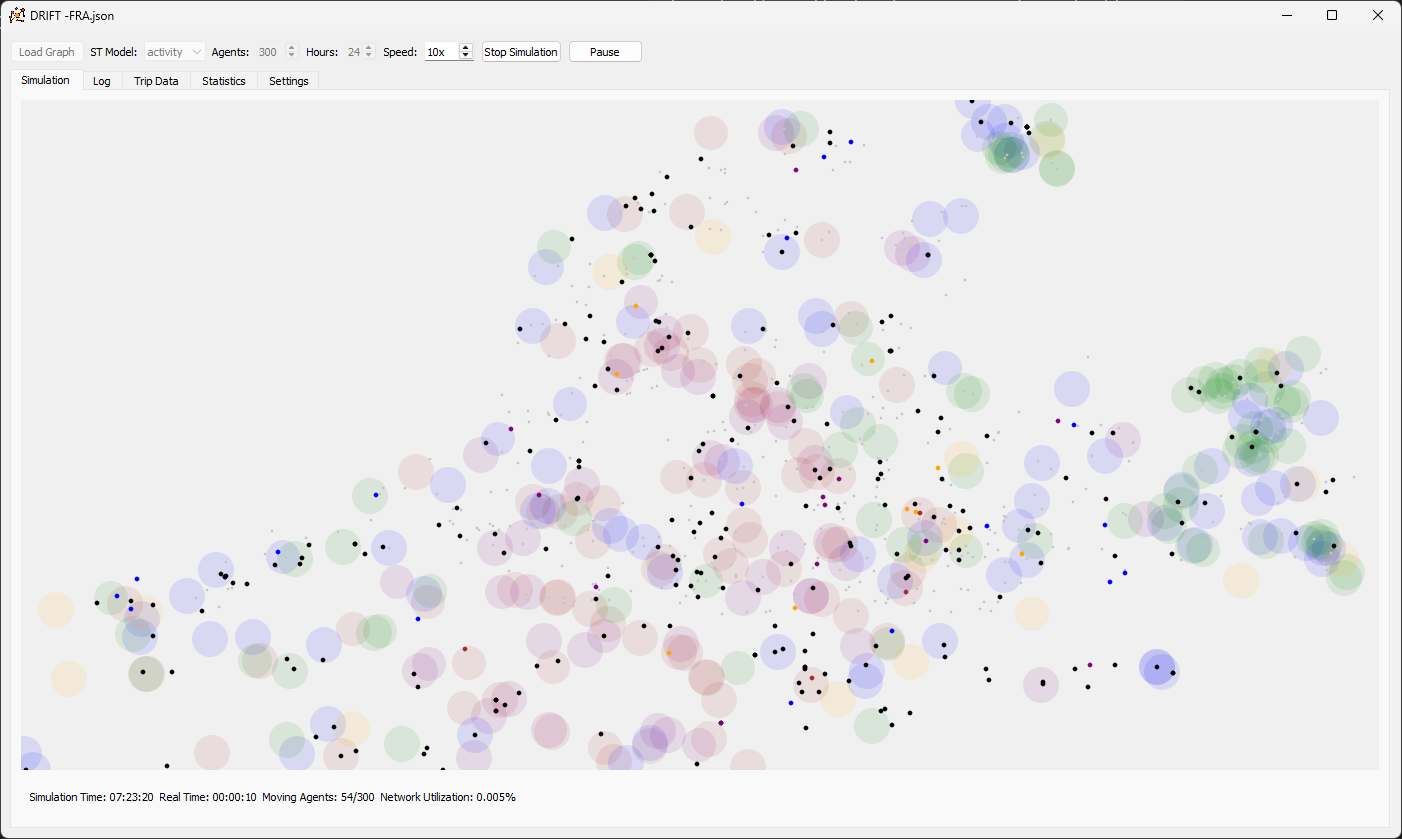 DRIFT -FRA.json
Load Graph ST Model: activity Agents: 300 Hours: 24 Speed: 10x Stop Simulation Pause
Simulation Log Trip Data Statistics Settings
Simulation Time: 07:23:20 Real Time: 00:00:10 Moving Agents: 54/300 Network Utilization: 0.005%